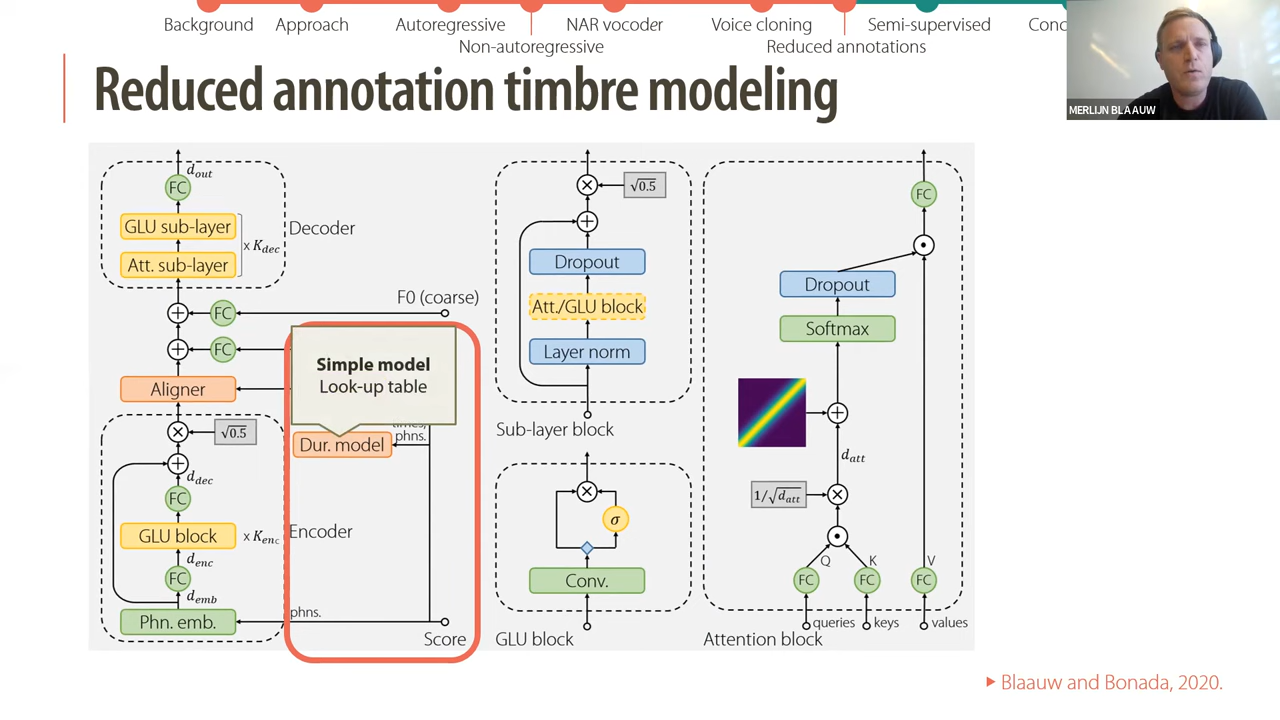 Background
Approach
Autoregressive
NAR vocoder
Voice cloning
Semi-supervised
Non-autoregressive
Reduced annotations
MERLIJN BLAAUW
Reduced annotation timbre modeling
d_out
FC
GLU sub-layer
Att. sub-layer
x K_dec
Decoder
F0 (coarse)
FC
FC
Simple model
Look-up table
Aligner
√0.5
phns.
Dur. model
d_dec
FC
GLU block
x K_enc
Encoder
d_enc
FC
d_emb
Phn. emb.
phns.
Score
√0.5
Dropout
Att./GLU block
Layer norm
Sub-layer block
σ
Conv.
GLU block
FC
Dropout
Softmax
d_att
1/√d_att
Q
K
V
FC
FC
FC
queries
keys
values
Attention block
Blaauw and Bonada, 2020.